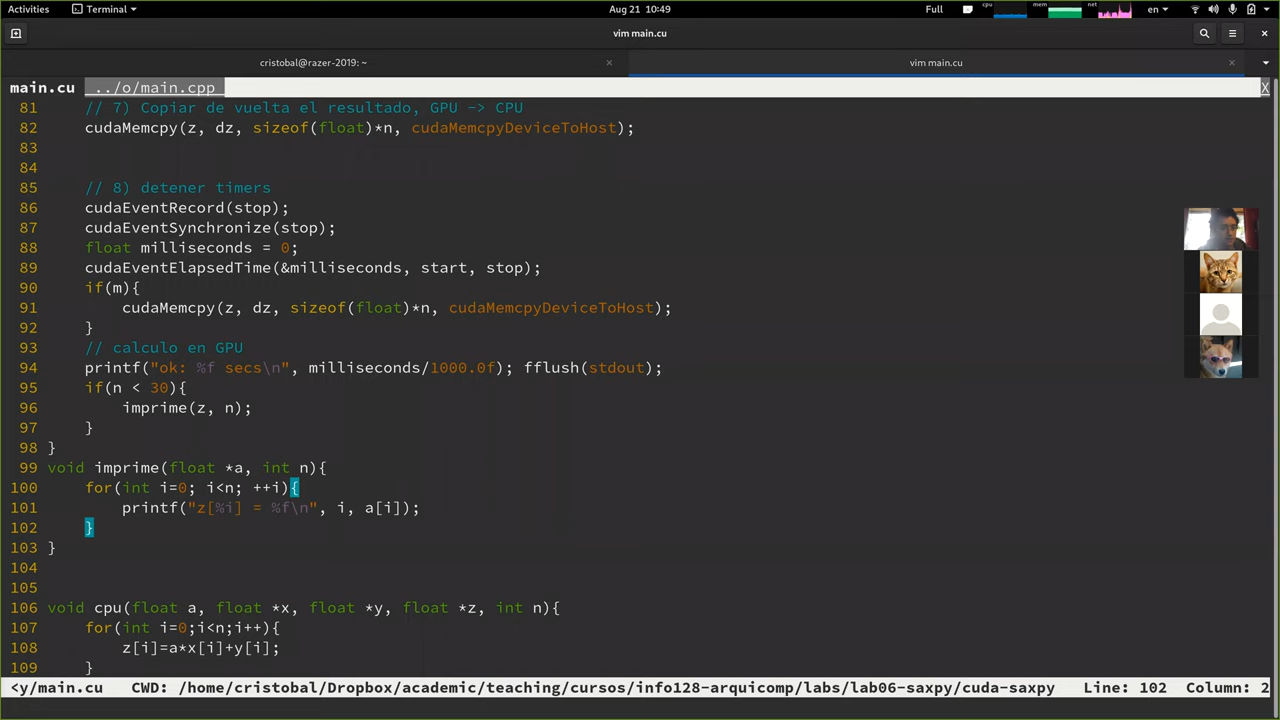 Activities Terminal Aug 21 10:49 Full cpu mem net en
vim main.cu
cristobal@razer-2019: ~ × vim main.cu ×
main.cu ../o/main.cpp X
81 // 7) Copiar de vuelta el resultado, GPU -> CPU
82 cudaMemcpy(z, dz, sizeof(float)*n, cudaMemcpyDeviceToHost);
83
84
85 // 8) detener timers
86 cudaEventRecord(stop);
87 cudaEventSynchronize(stop);
88 float milliseconds = 0;
89 cudaEventElapsedTime(&milliseconds, start, stop);
90 if(m){
91 cudaMemcpy(z, dz, sizeof(float)*n, cudaMemcpyDeviceToHost);
92 }
93 // calculo en GPU
94 printf("ok: %f secs\n", milliseconds/1000.0f); fflush(stdout);
95 if(n < 30){
96 imprime(z, n);
97 }
98 }
99 void imprime(float *a, int n){
100 for(int i=0; i<n; ++i){
101 printf("z[%i] = %f\n", i, a[i]);
102 }
103 }
104
105
106 void cpu(float a, float *x, float *y, float *z, int n){
107 for(int i=0;i<n;i++){
108 z[i]=a*x[i]+y[i];
109 }
<y/main.cu CWD: /home/cristobal/Dropbox/academic/teaching/cursos/info128-arquicomp/labs/lab06-saxpy/cuda-saxpy Line: 102 Column: 2